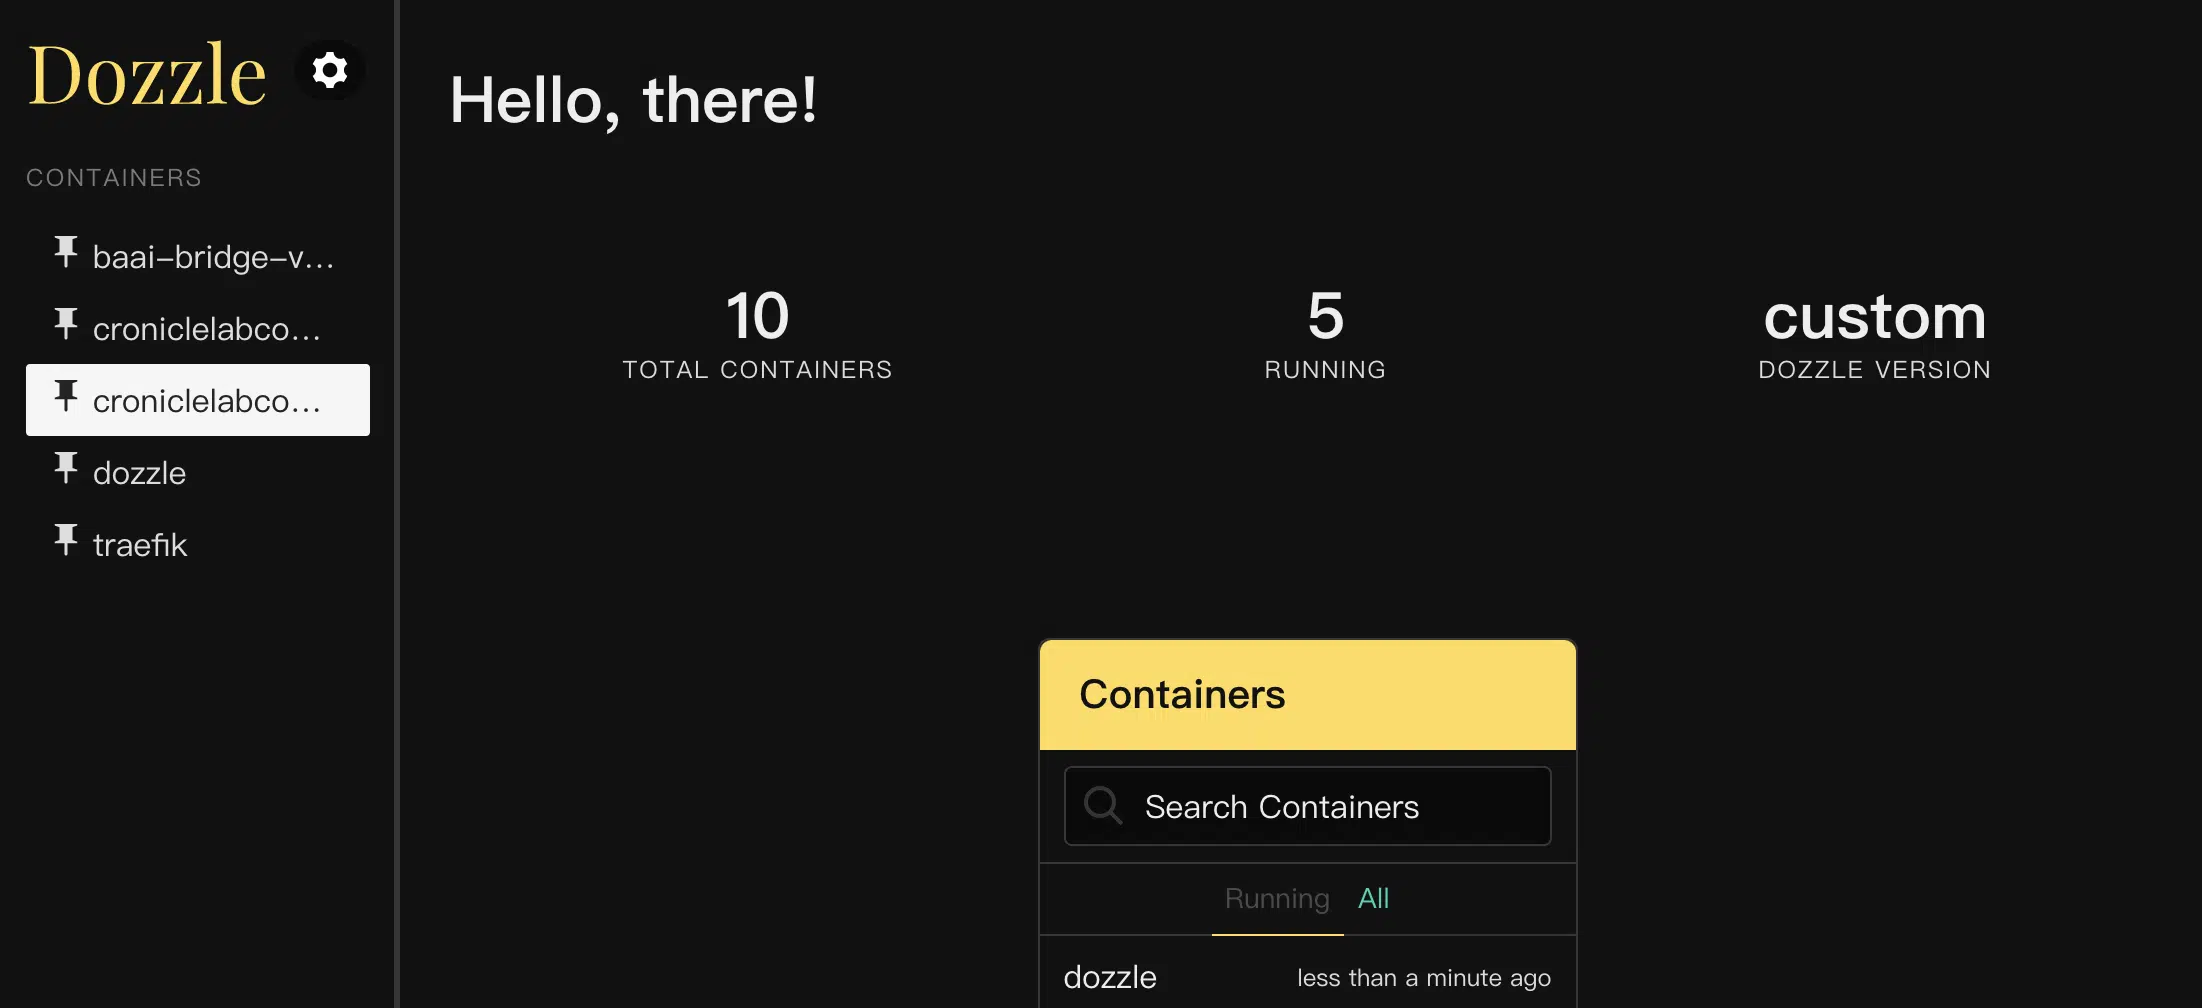 Dozzle
CONTAINERS
baai-bridge-v...
croniclelabco...
croniclelabco...
dozzle
traefik
Hello, there!
10
TOTAL CONTAINERS
5
RUNNING
custom
DOZZLE VERSION
Containers
Search Containers
Running All
dozzle less than a minute ago